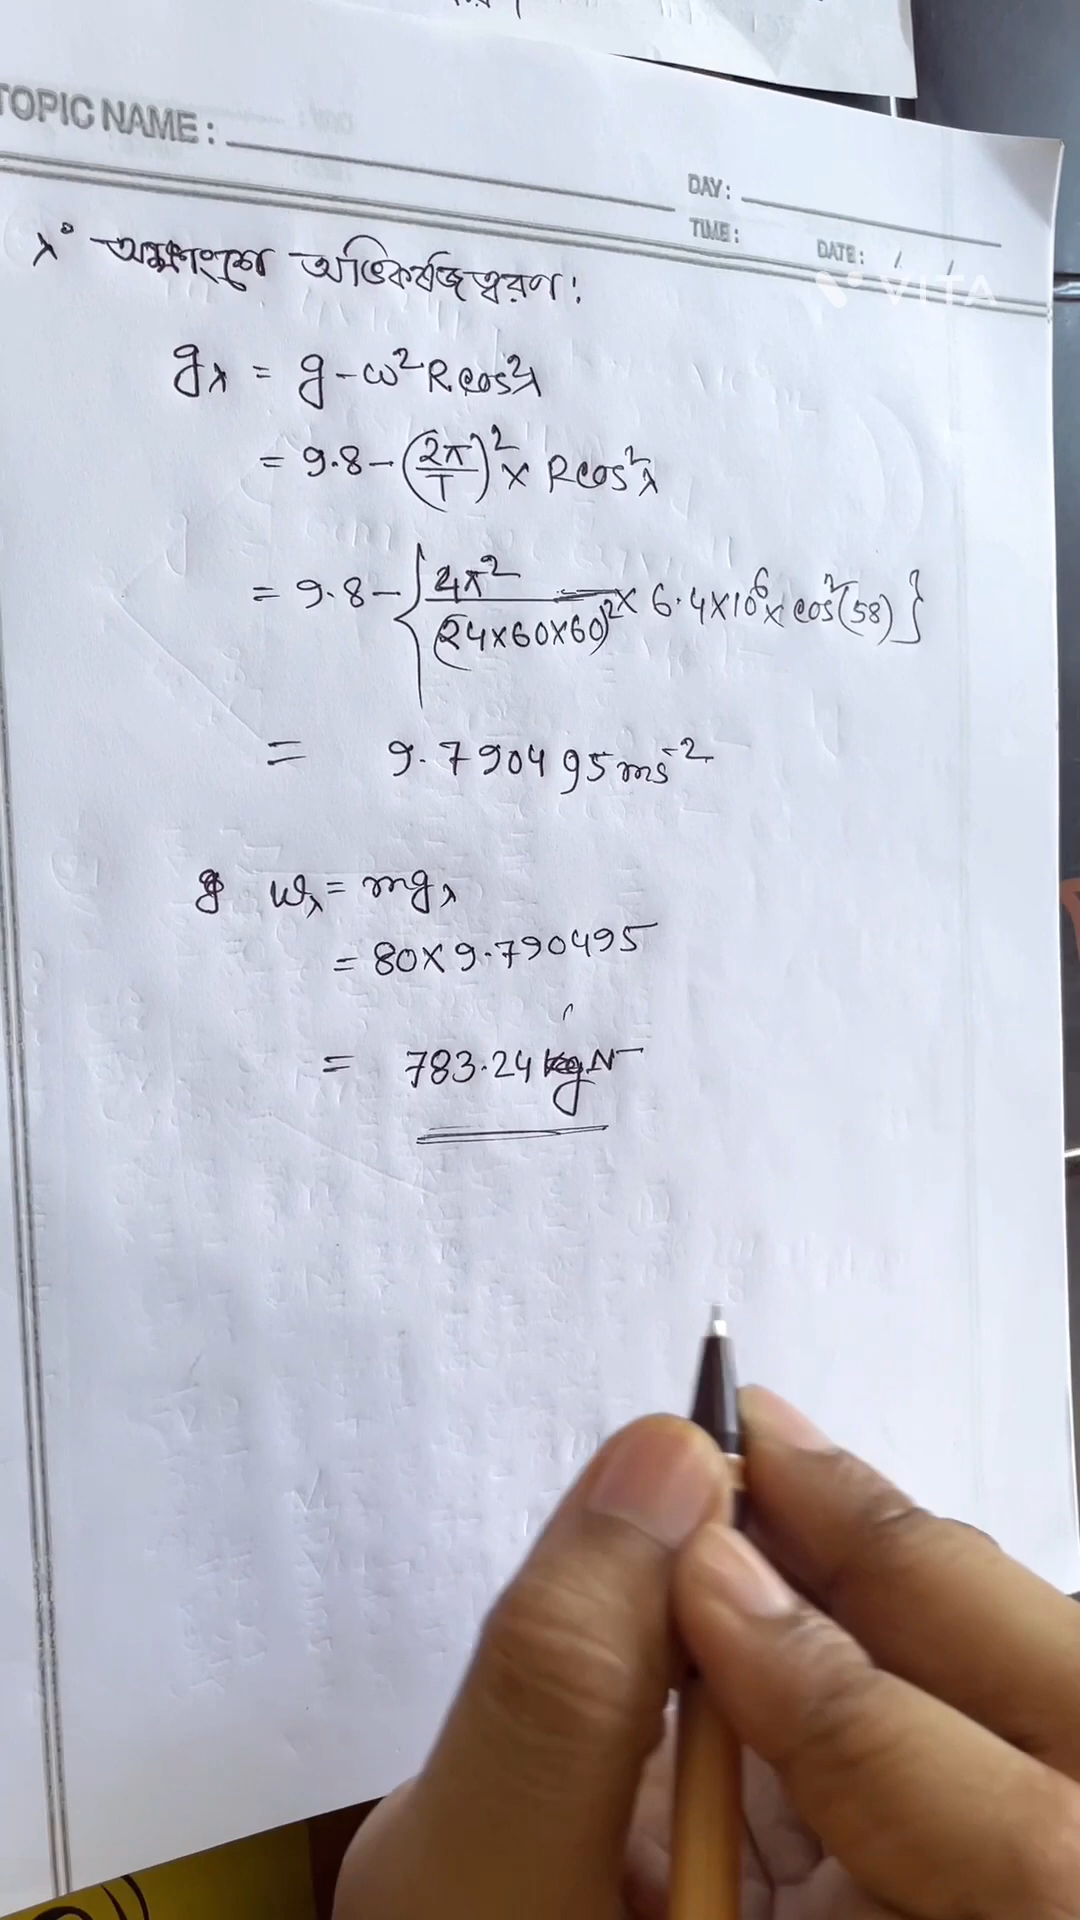 TOPIC NAME :
DAY :
TIME :
DATE : / /
VITA
λ° অক্ষাংশে অভিকর্ষজ ত্বরণ :
gλ = g - ω²Rcos²λ
= 9.8 - (2π/T)² × Rcos²λ
= 9.8 - {4π²/(24×60×60)² × 6.4×10⁶ × cos²(58)}
= 9.790495 ms⁻²
Wλ = mgλ
= 80 × 9.790495
= 783.24 N